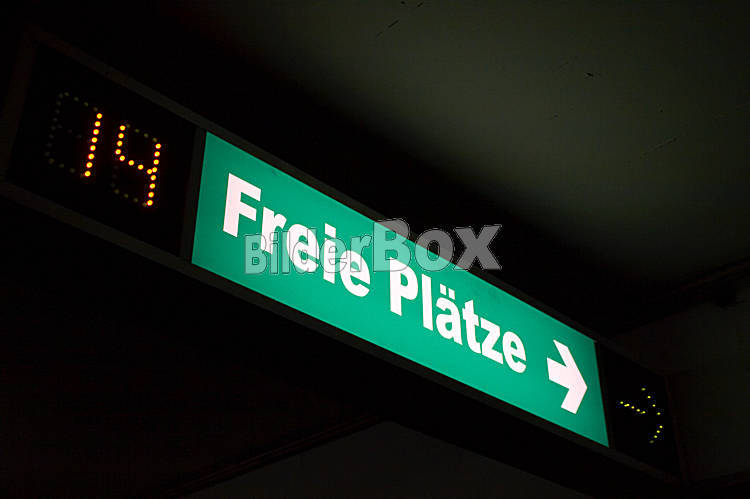 14 Freie Plätze →
BilderBox